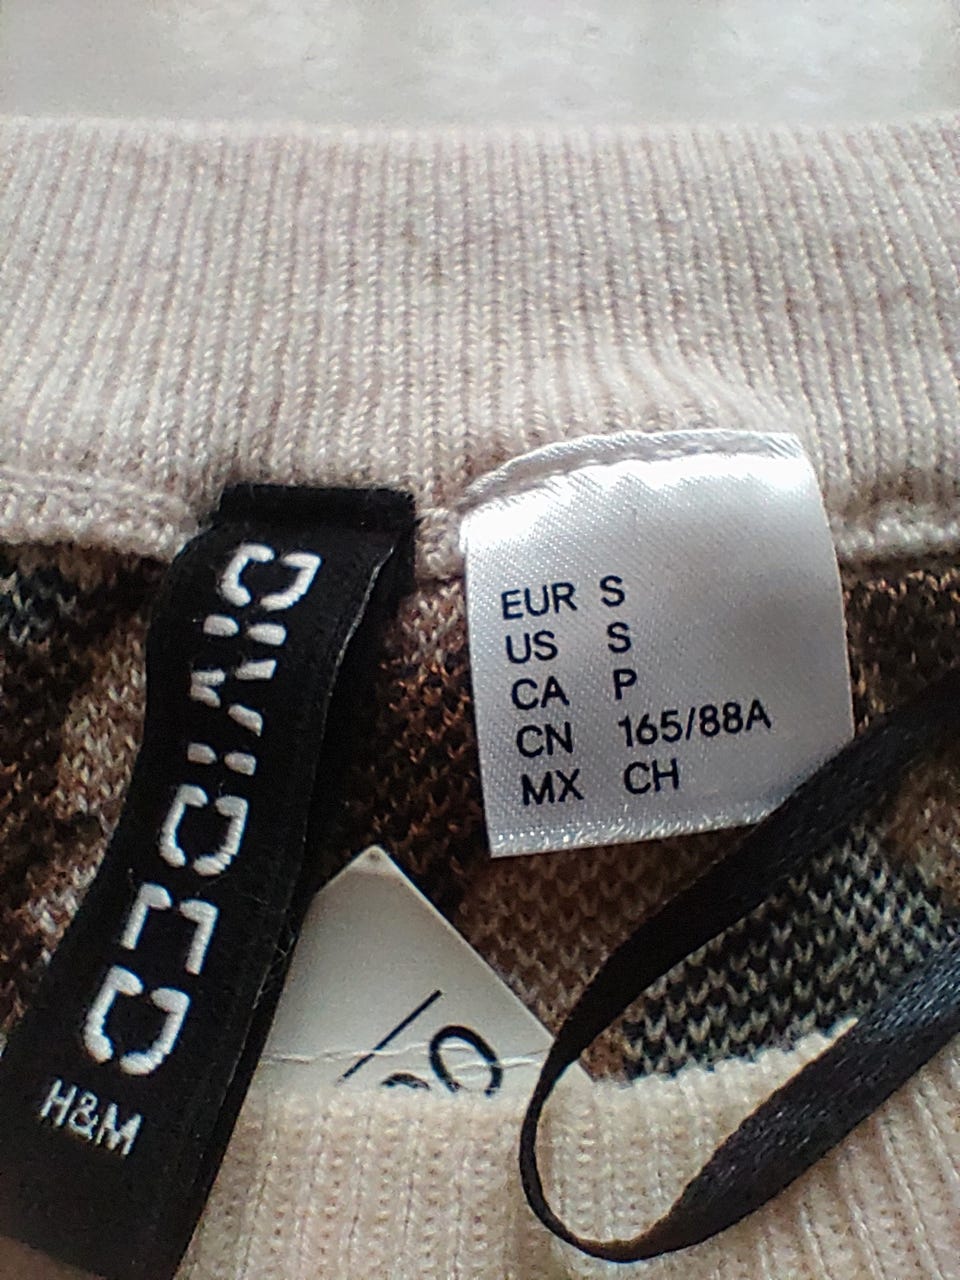 DIVIDED
H&M
EUR S
US S
CA P
CN 165/88A
MX CH